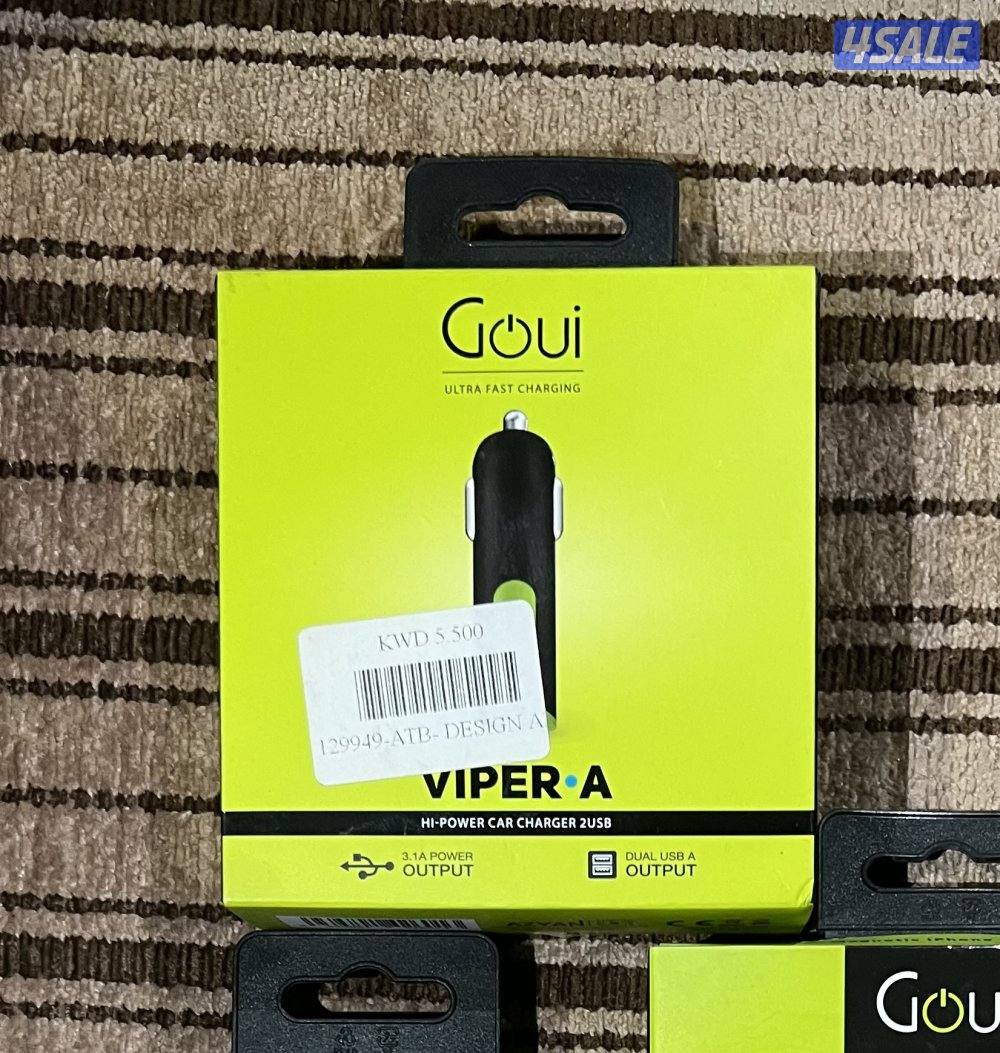 4SALE
Goui
ULTRA FAST CHARGING
KWD 5.500
129949-ATB- DESIGN A
VIPER•A
HI-POWER CAR CHARGER 2USB
3.1A POWER
OUTPUT
DUAL USB A
OUTPUT
iPhone
Goui